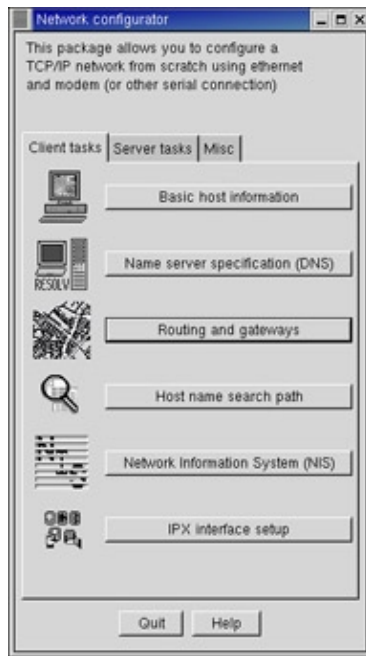 Network configurator
This package allows you to configure a
TCP/IP network from scratch using ethernet
and modem (or other serial connection)
Client tasks Server tasks Misc
Basic host information
RESOLV
Name server specification (DNS)
Routing and gateways
Host name search path
Network Information System (NIS)
IPX interface setup
Quit Help